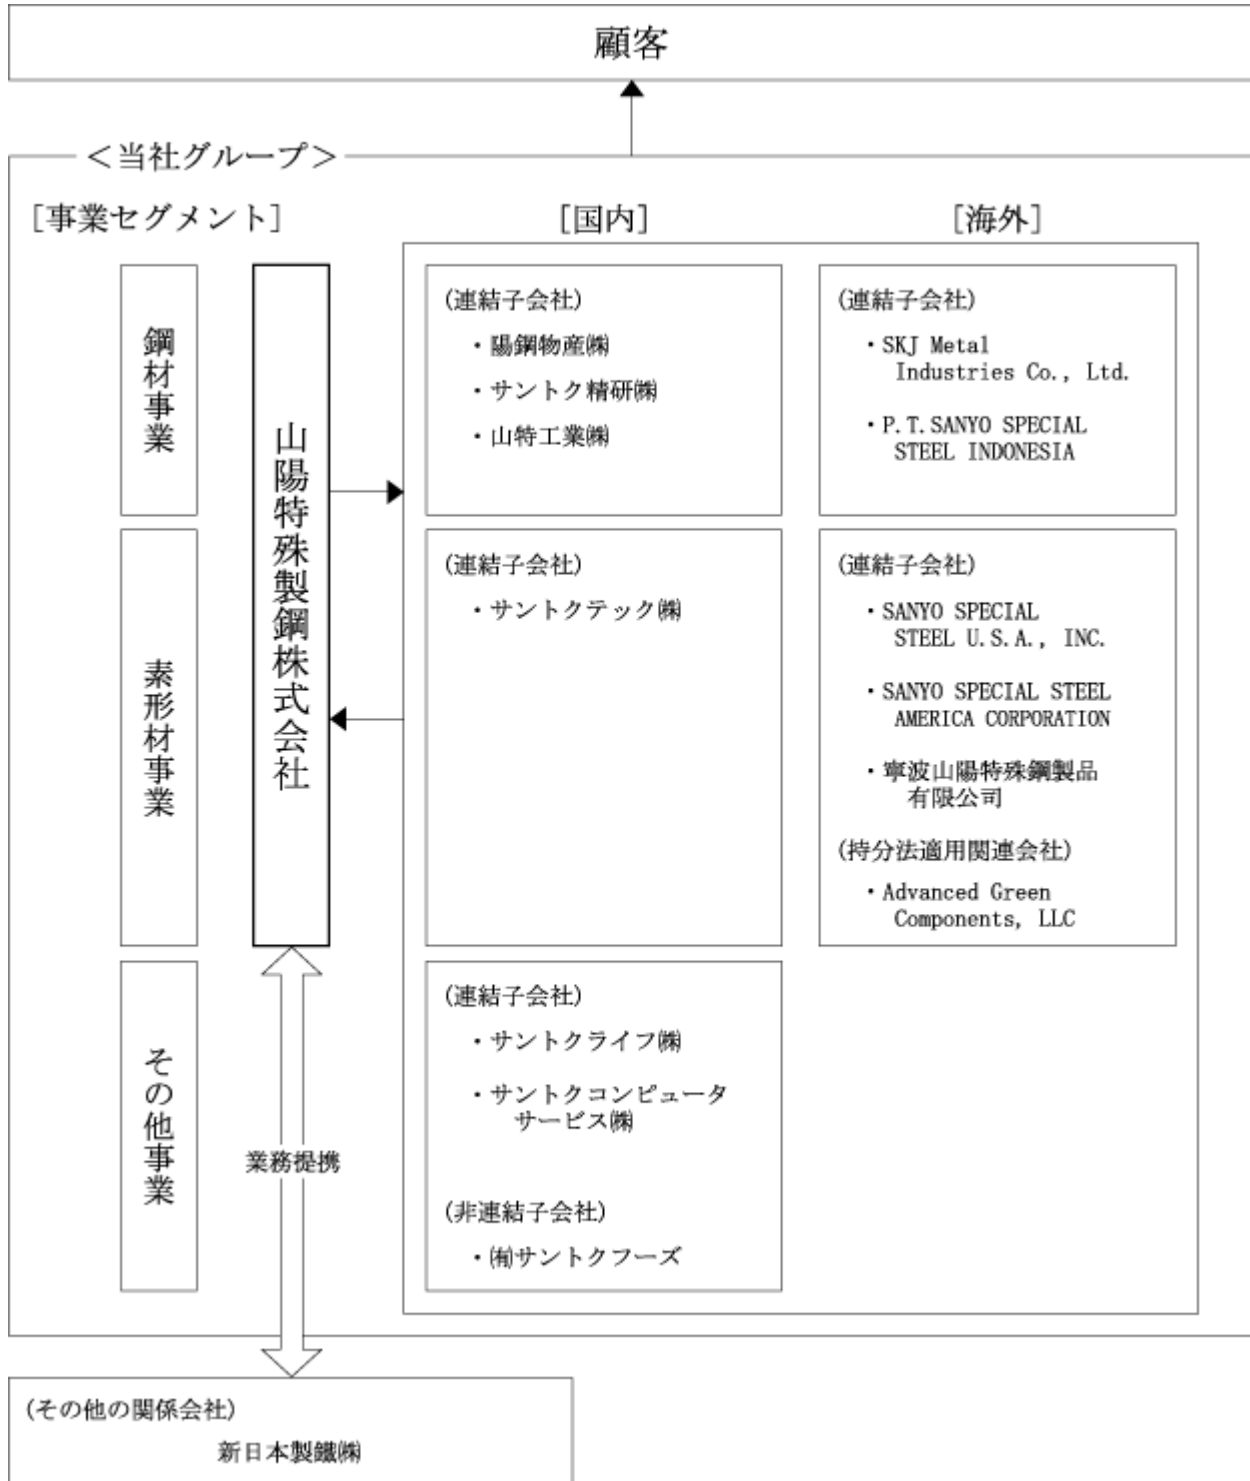 顧客
＜当社グループ＞
［事業セグメント］
［国内］
［海外］
鋼材事業
山陽特殊製鋼株式会社
(連結子会社)
・陽鋼物産㈱
・サントク精研㈱
・山特工業㈱
(連結子会社)
・SKJ Metal
Industries Co., Ltd.
・P.T.SANYO SPECIAL
STEEL INDONESIA
素形材事業
(連結子会社)
・サントクテック㈱
(連結子会社)
・SANYO SPECIAL
STEEL U.S.A., INC.
・SANYO SPECIAL STEEL
AMERICA CORPORATION
・寧波山陽特殊鋼製品
有限公司
(持分法適用関連会社)
・Advanced Green
Components, LLC
その他事業
(連結子会社)
・サントクライフ㈱
・サントクコンピュータ
サービス㈱
(非連結子会社)
・㈲サントクフーズ
業務提携
(その他の関係会社)
新日本製鐵㈱